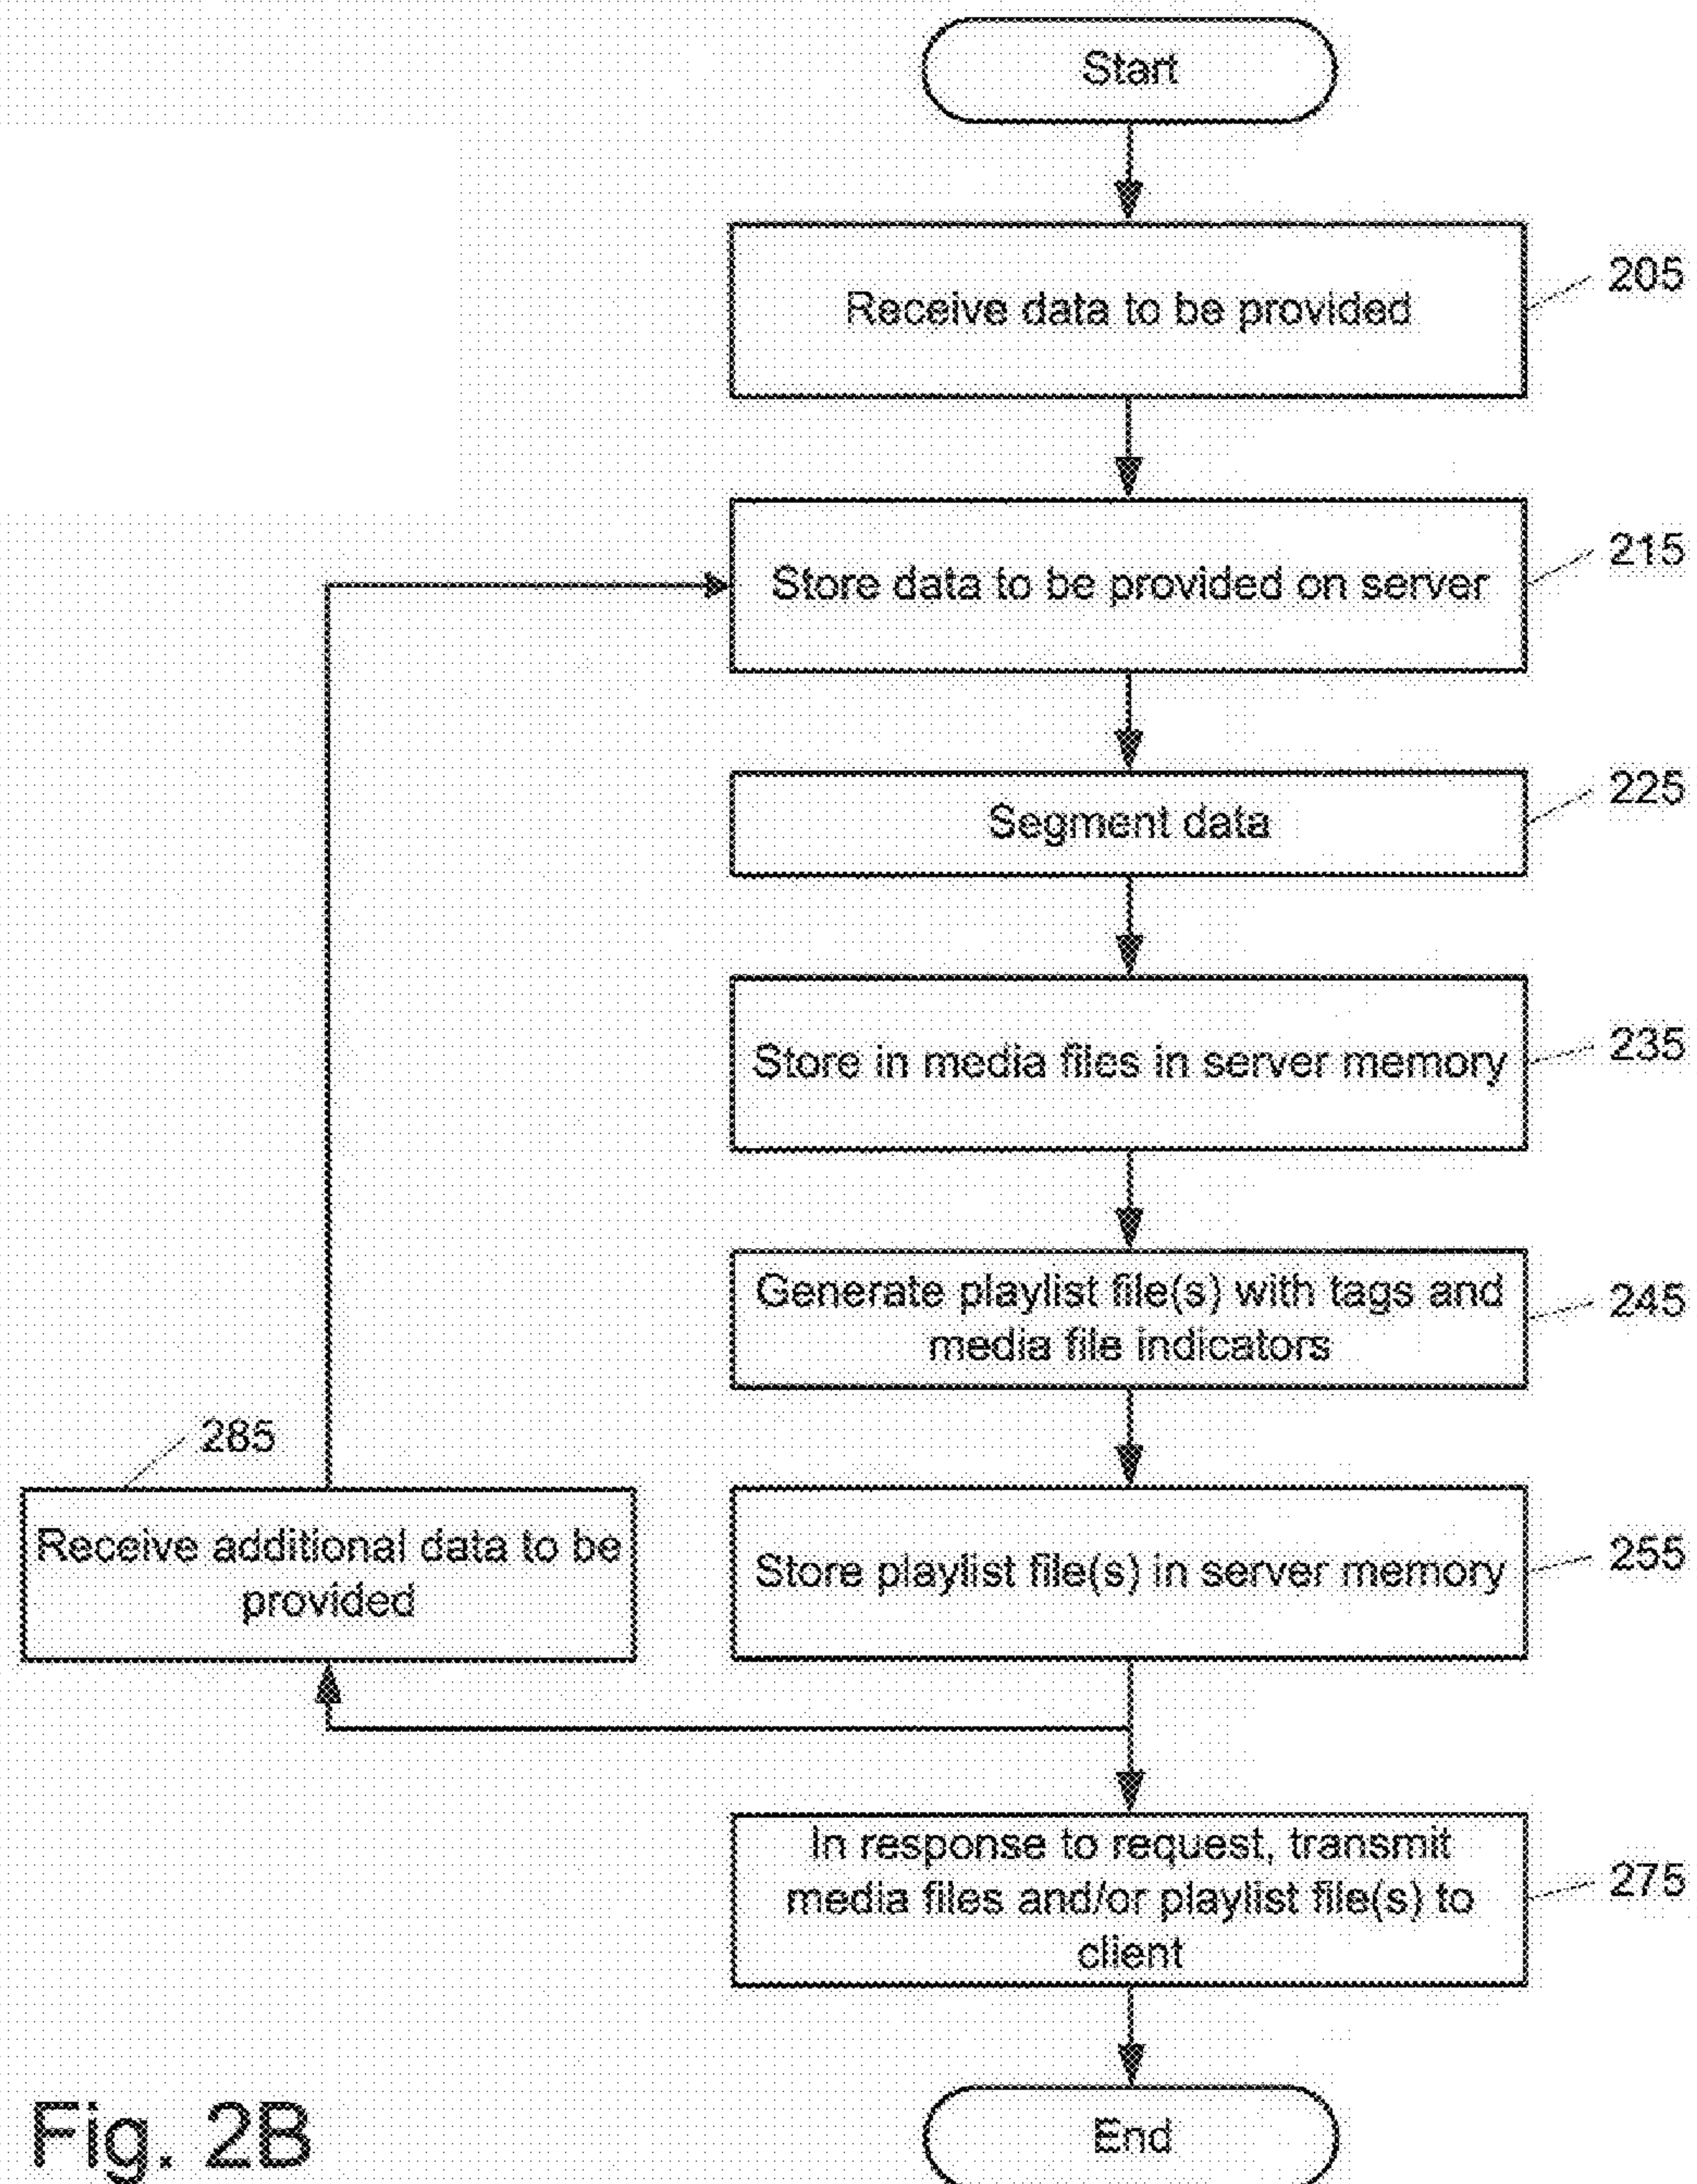 Start
Receive data to be provided
205
Store data to be provided on server
215
Segment data
225
Store in media files in server memory
235
Generate playlist file(s) with tags and
media file indicators
245
285
Receive additional data to be
provided
Store playlist file(s) in server memory
255
In response to request, transmit
media files and/or playlist file(s) to
client
275
End
Fig. 2B